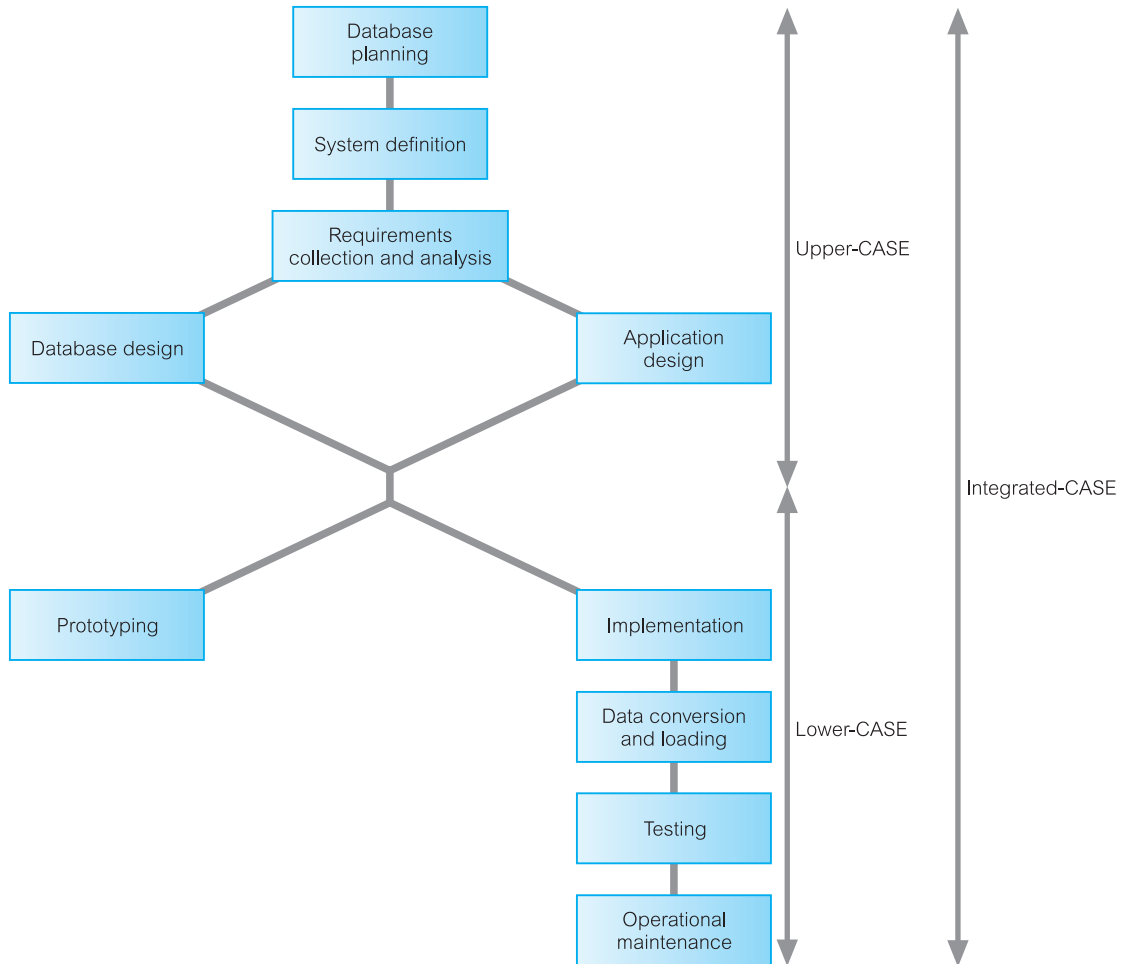 Database
planning
System definition
Requirements
collection and analysis
Upper-CASE
Database design
Application
design
Integrated-CASE
Prototyping
Implementation
Data conversion
and loading
Lower-CASE
Testing
Operational
maintenance